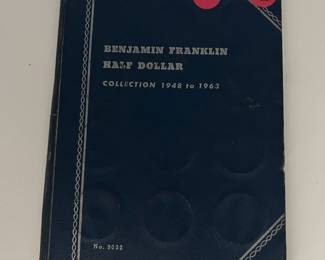 BENJAMIN FRANKLIN
HALF DOLLAR
COLLECTION 1948 to 1963
No. 9032